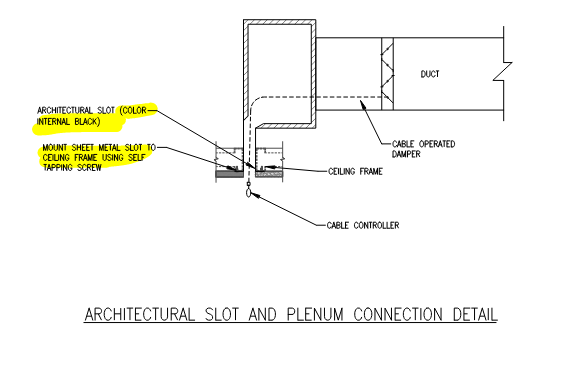 DUCT
ARCHITECTURAL SLOT (COLOR
INTERNAL BLACK)
MOUNT SHEET METAL SLOT TO
CEILING FRAME USING SELF
TAPPING SCREW
CABLE OPERATED
DAMPER
CEILING FRAME
CABLE CONTROLLER
ARCHITECTURAL SLOT AND PLENUM CONNECTION DETAIL